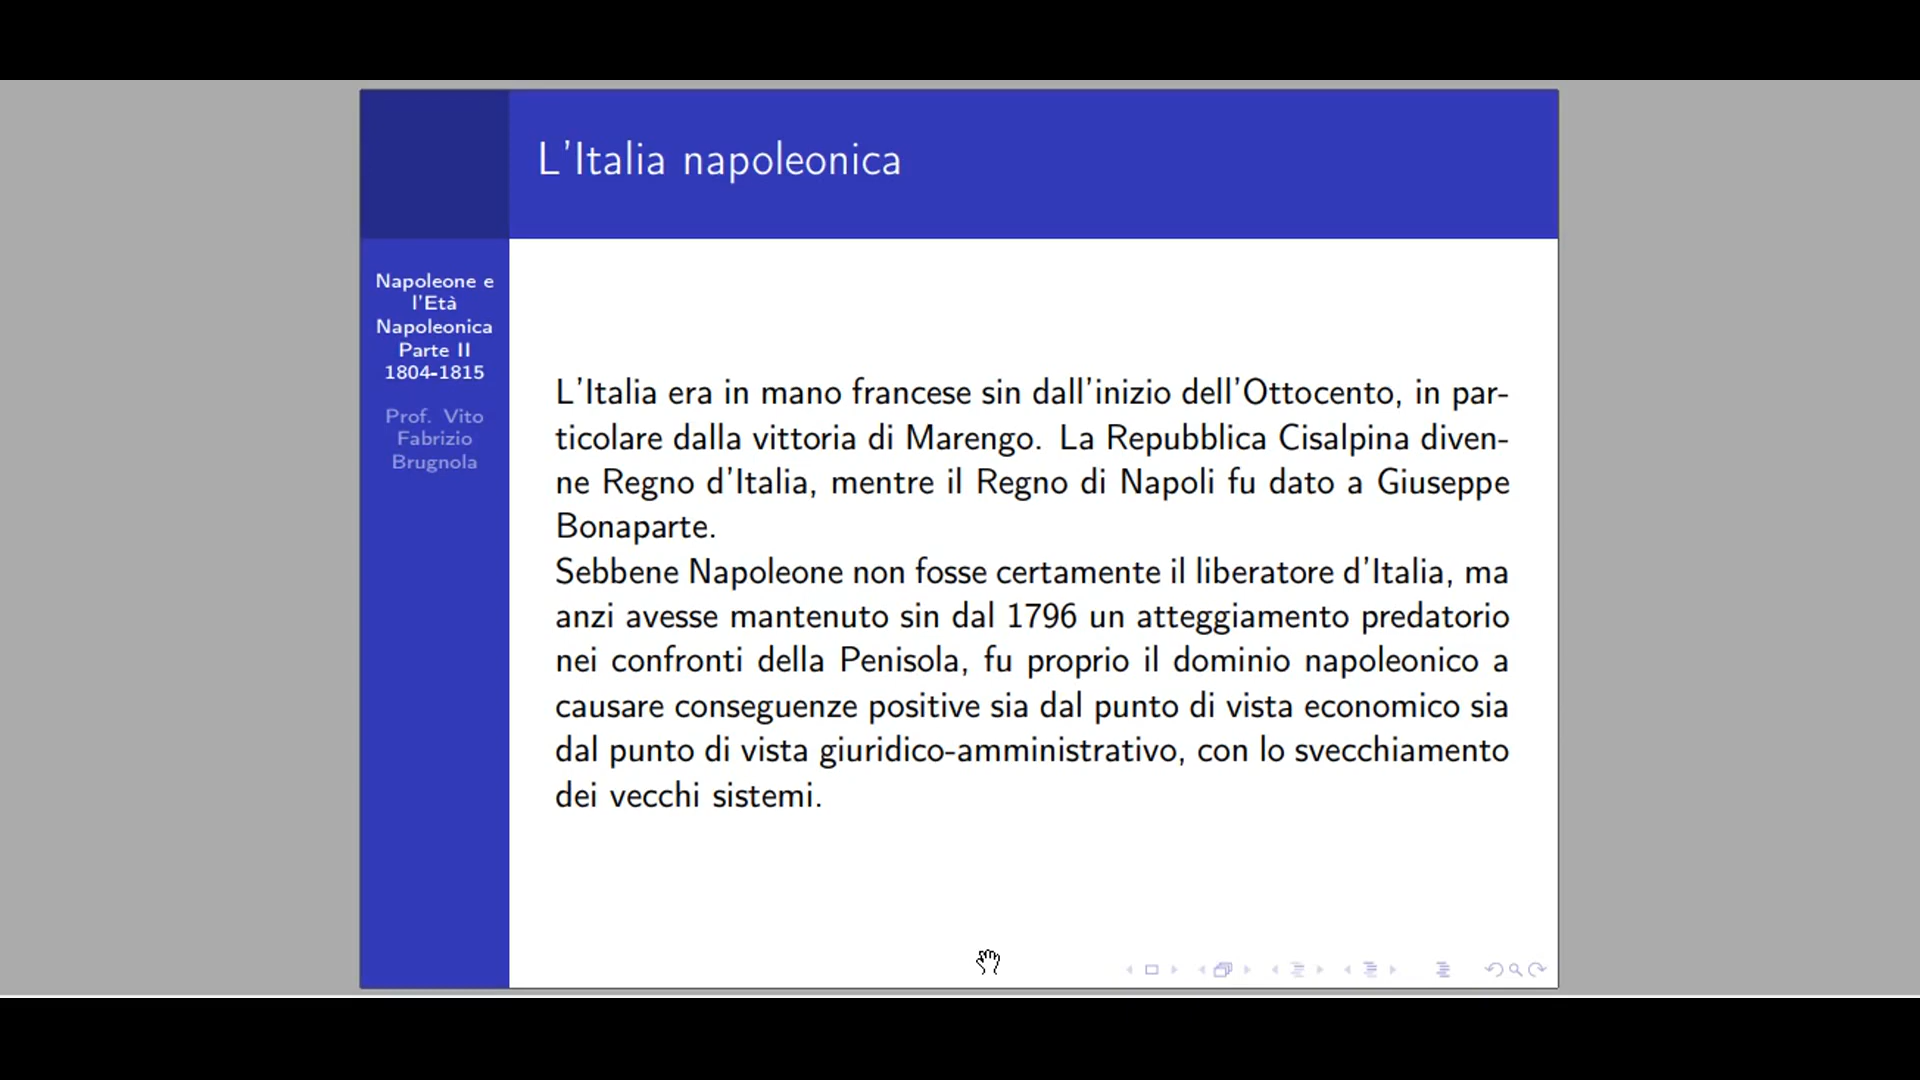 L'Italia napoleonica
Napoleone e
l'Età
Napoleonica
Parte II
1804-1815
Prof. Vito
Fabrizio
Brugnola
L'Italia era in mano francese sin dall'inizio dell'Ottocento, in par-
ticolare dalla vittoria di Marengo. La Repubblica Cisalpina diven-
ne Regno d'Italia, mentre il Regno di Napoli fu dato a Giuseppe
Bonaparte.
Sebbene Napoleone non fosse certamente il liberatore d'Italia, ma
anzi avesse mantenuto sin dal 1796 un atteggiamento predatorio
nei confronti della Penisola, fu proprio il dominio napoleonico a
causare conseguenze positive sia dal punto di vista economico sia
dal punto di vista giuridico-amministrativo, con lo svecchiamento
dei vecchi sistemi.